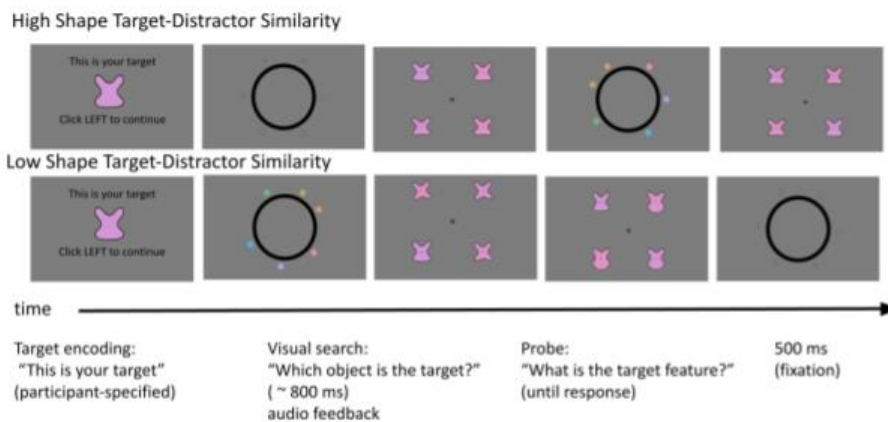 High Shape Target-Distractor Similarity
This is your target
Click LEFT to continue
Low Shape Target-Distractor Similarity
This is your target
Click LEFT to continue
time
Target encoding:
"This is your target"
(participant-specified)
Visual search:
"Which object is the target?"
( ~ 800 ms)
audio feedback
Probe:
"What is the target feature?"
(until response)
500 ms
(fixation)